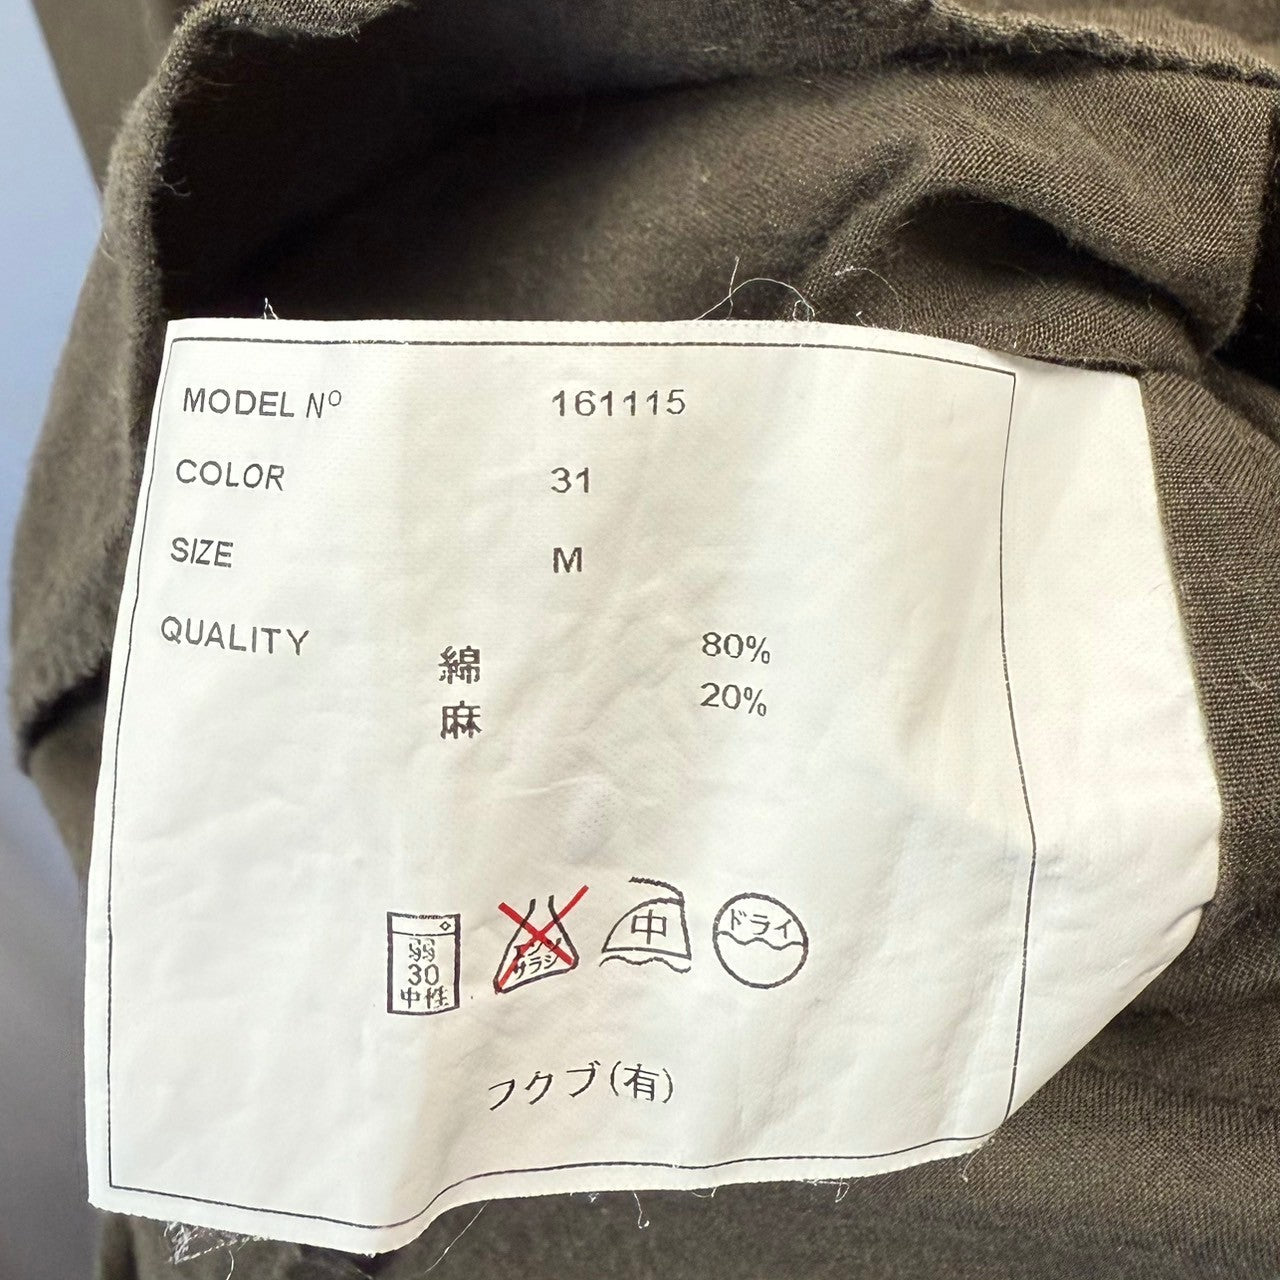 MODEL Nº 161115
COLOR 31
SIZE M
QUALITY
綿 80%
麻 20%
弱
30
中性
エンソ
サラシ
中
ドライ
フクブ(有)